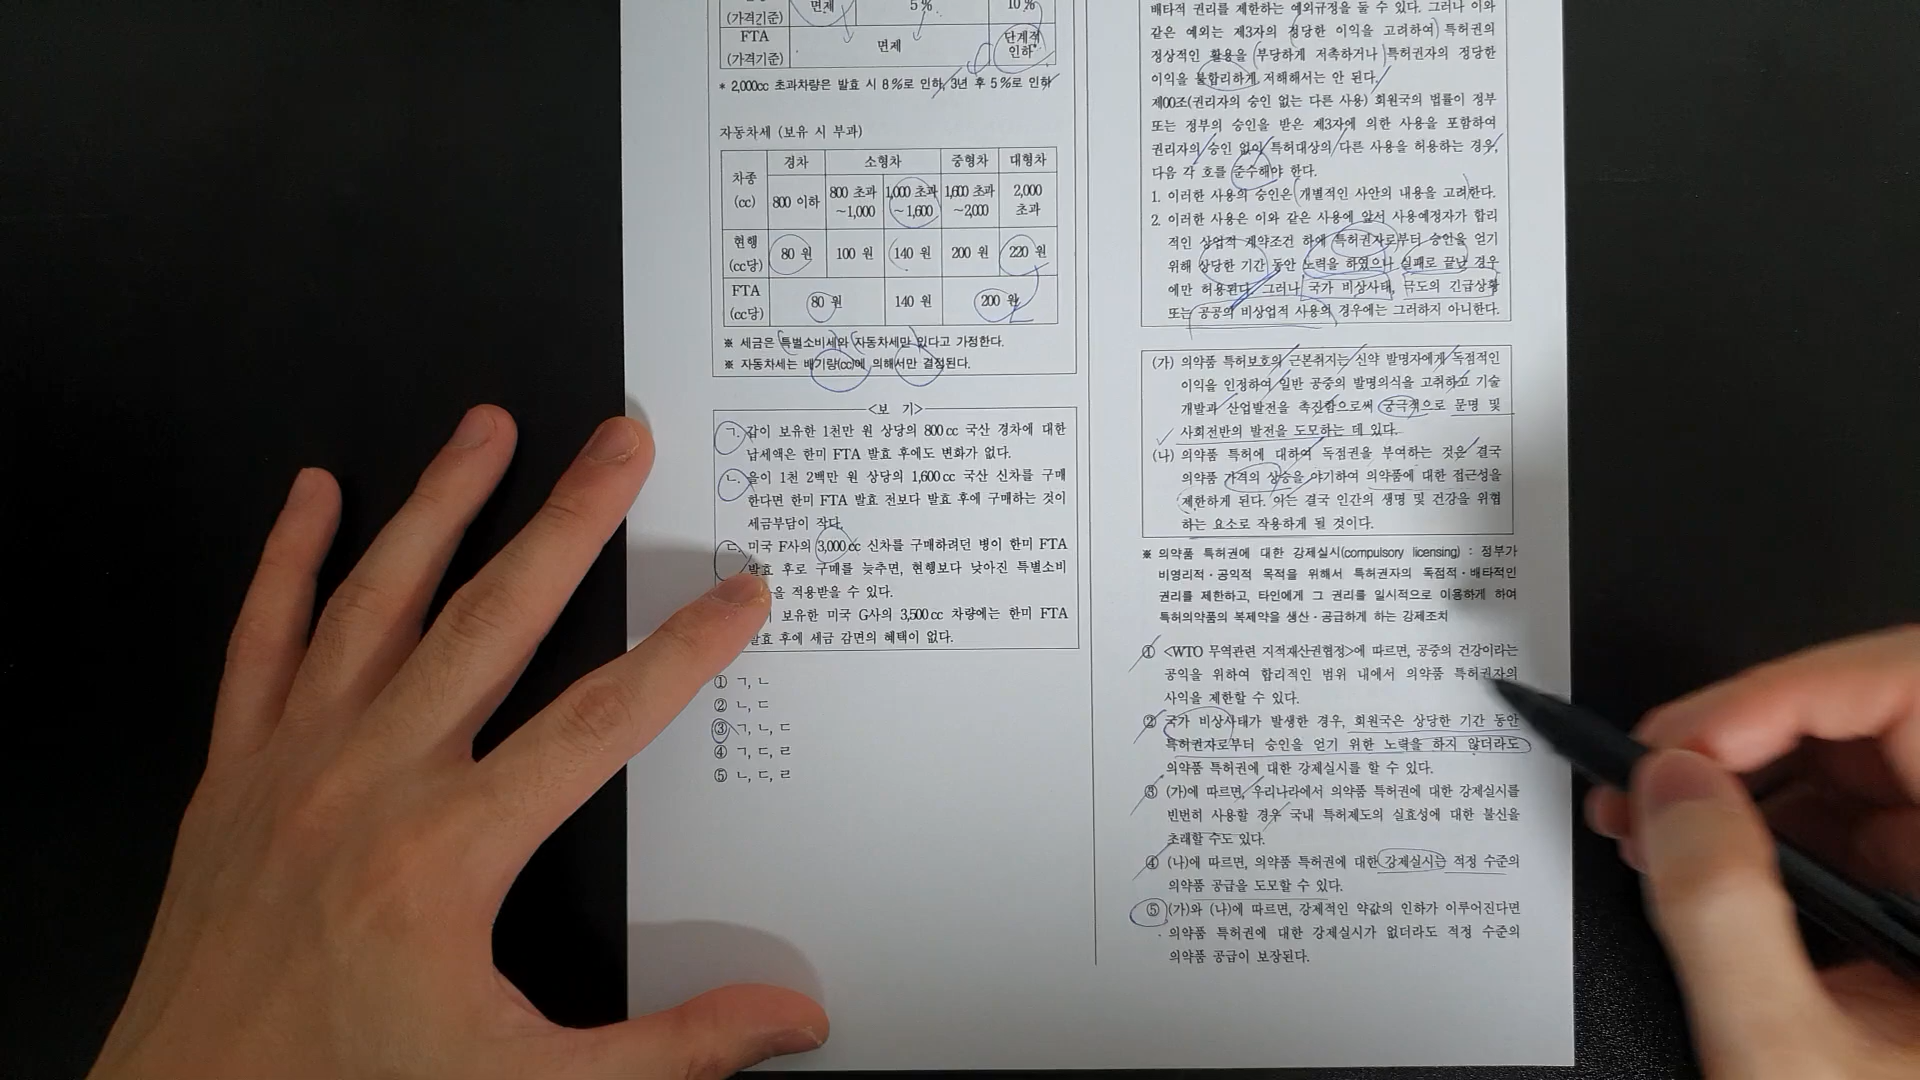 (가격기준) 면제 5% 10%
FTA
(가격기준) 면제 단계적
인하*
* 2,000cc 초과차량은 발효 시 8%로 인하, 3년 후 5%로 인하
자동차세 (보유 시 부과)
차종
(cc) 경차 소형차 중형차 대형차
800 이하 800 초과
~1,000 1,000 초과
~1,600 1,600 초과
~2,000 2,000
초과
현행
(cc당) 80 원 100 원 140 원 200 원 220 원
FTA
(cc당) 80 원 140 원 200 원
※ 세금은 특별소비세와 자동차세만 있다고 가정한다.
※ 자동차세는 배기량(cc)에 의해서만 결정된다.
<보 기>
ㄱ. 갑이 보유한 1천만 원 상당의 800 cc 국산 경차에 대한
납세액은 한미 FTA 발효 후에도 변화가 없다.
ㄴ. 을이 1천 2백만 원 상당의 1,600 cc 국산 신차를 구매
한다면 한미 FTA 발효 전보다 발효 후에 구매하는 것이
세금부담이 작다.
ㄷ. 미국 F사의 3,000 cc 신차를 구매하려던 병이 한미 FTA
발효 후로 구매를 늦추면, 현행보다 낮아진 특별소비
을 적용받을 수 있다.
보유한 미국 G사의 3,500 cc 차량에는 한미 FTA
발효 후에 세금 감면의 혜택이 없다.
① ㄱ, ㄴ
② ㄴ, ㄷ
③ ㄱ, ㄴ, ㄷ
④ ㄱ, ㄷ, ㄹ
⑤ ㄴ, ㄷ, ㄹ
배타적 권리를 제한하는 예외규정을 둘 수 있다. 그러나 이와
같은 예외는 제3자의 정당한 이익을 고려하여 특허권의
정상적인 활용을 부당하게 저촉하거나 특허권자의 정당한
이익을 불합리하게 저해해서는 안 된다.
제00조(권리자의 승인 없는 다른 사용) 회원국의 법률이 정부
또는 정부의 승인을 받은 제3자에 의한 사용을 포함하여
권리자의 승인 없이 특허대상의 다른 사용을 허용하는 경우,
다음 각 호를 준수해야 한다.
1. 이러한 사용의 승인은 개별적인 사안의 내용을 고려한다.
2. 이러한 사용은 이와 같은 사용에 앞서 사용예정자가 합리
적인 상업적 계약조건 하에 특허권자로부터 승인을 얻기
위해 상당한 기간 동안 노력을 하였으나 실패로 끝난 경우
에만 허용된다. 그러나 국가 비상사태, 극도의 긴급상황
또는 공공의 비상업적 사용의 경우에는 그러하지 아니한다.
(가) 의약품 특허보호의 근본취지는 신약 발명자에게 독점적인
이익을 인정하여 일반 공중의 발명의식을 고취하고 기술
개발과 산업발전을 촉진함으로써 궁극적으로 문명 및
사회전반의 발전을 도모하는 데 있다.
(나) 의약품 특허에 대하여 독점권을 부여하는 것은 결국
의약품 가격의 상승을 야기하여 의약품에 대한 접근성을
제한하게 된다. 이는 결국 인간의 생명 및 건강을 위협
하는 요소로 작용하게 될 것이다.
※ 의약품 특허권에 대한 강제실시(compulsory licensing) : 정부가
비영리적·공익적 목적을 위해서 특허권자의 독점적·배타적인
권리를 제한하고, 타인에게 그 권리를 일시적으로 이용하게 하여
특허의약품의 복제약을 생산·공급하게 하는 강제조치
① <WTO 무역관련 지적재산권협정>에 따르면, 공중의 건강이라는
공익을 위하여 합리적인 범위 내에서 의약품 특허권자의
사익을 제한할 수 있다.
② 국가 비상사태가 발생한 경우, 회원국은 상당한 기간 동안
특허권자로부터 승인을 얻기 위한 노력을 하지 않더라도
의약품 특허권에 대한 강제실시를 할 수 있다.
③ (가)에 따르면, 우리나라에서 의약품 특허권에 대한 강제실시를
빈번히 사용할 경우 국내 특허제도의 실효성에 대한 불신을
초래할 수도 있다.
④ (나)에 따르면, 의약품 특허권에 대한 강제실시는 적정 수준의
의약품 공급을 도모할 수 있다.
⑤ (가)와 (나)에 따르면, 강제적인 약값의 인하가 이루어진다면
의약품 특허권에 대한 강제실시가 없더라도 적정 수준의
의약품 공급이 보장된다.